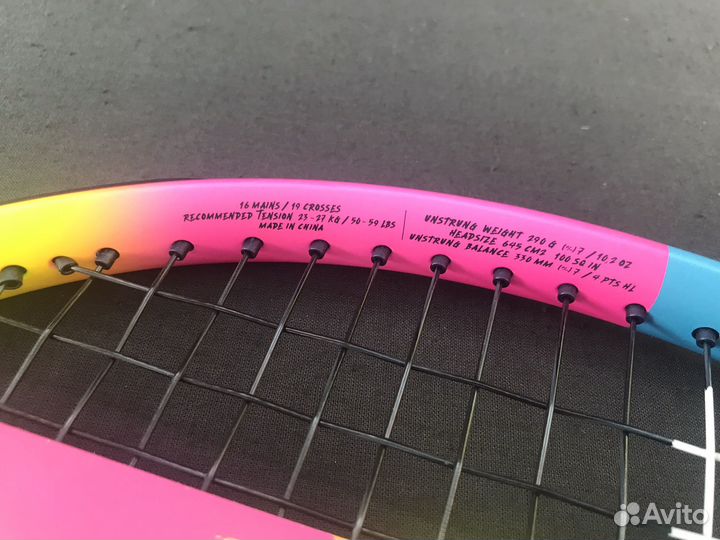 16 MAINS / 19 CROSSES
RECOMMENDED TENSION 23-27 KG / 50-59 LBS
MADE IN CHINA
UNSTRUNG WEIGHT 290 G (+/-) 7 / 10,2 OZ
HEADSIZE 645 CM2 100 SQ IN
UNSTRUNG BALANCE 330 MM (+/-) 7 / 4 PTS HL
Avito